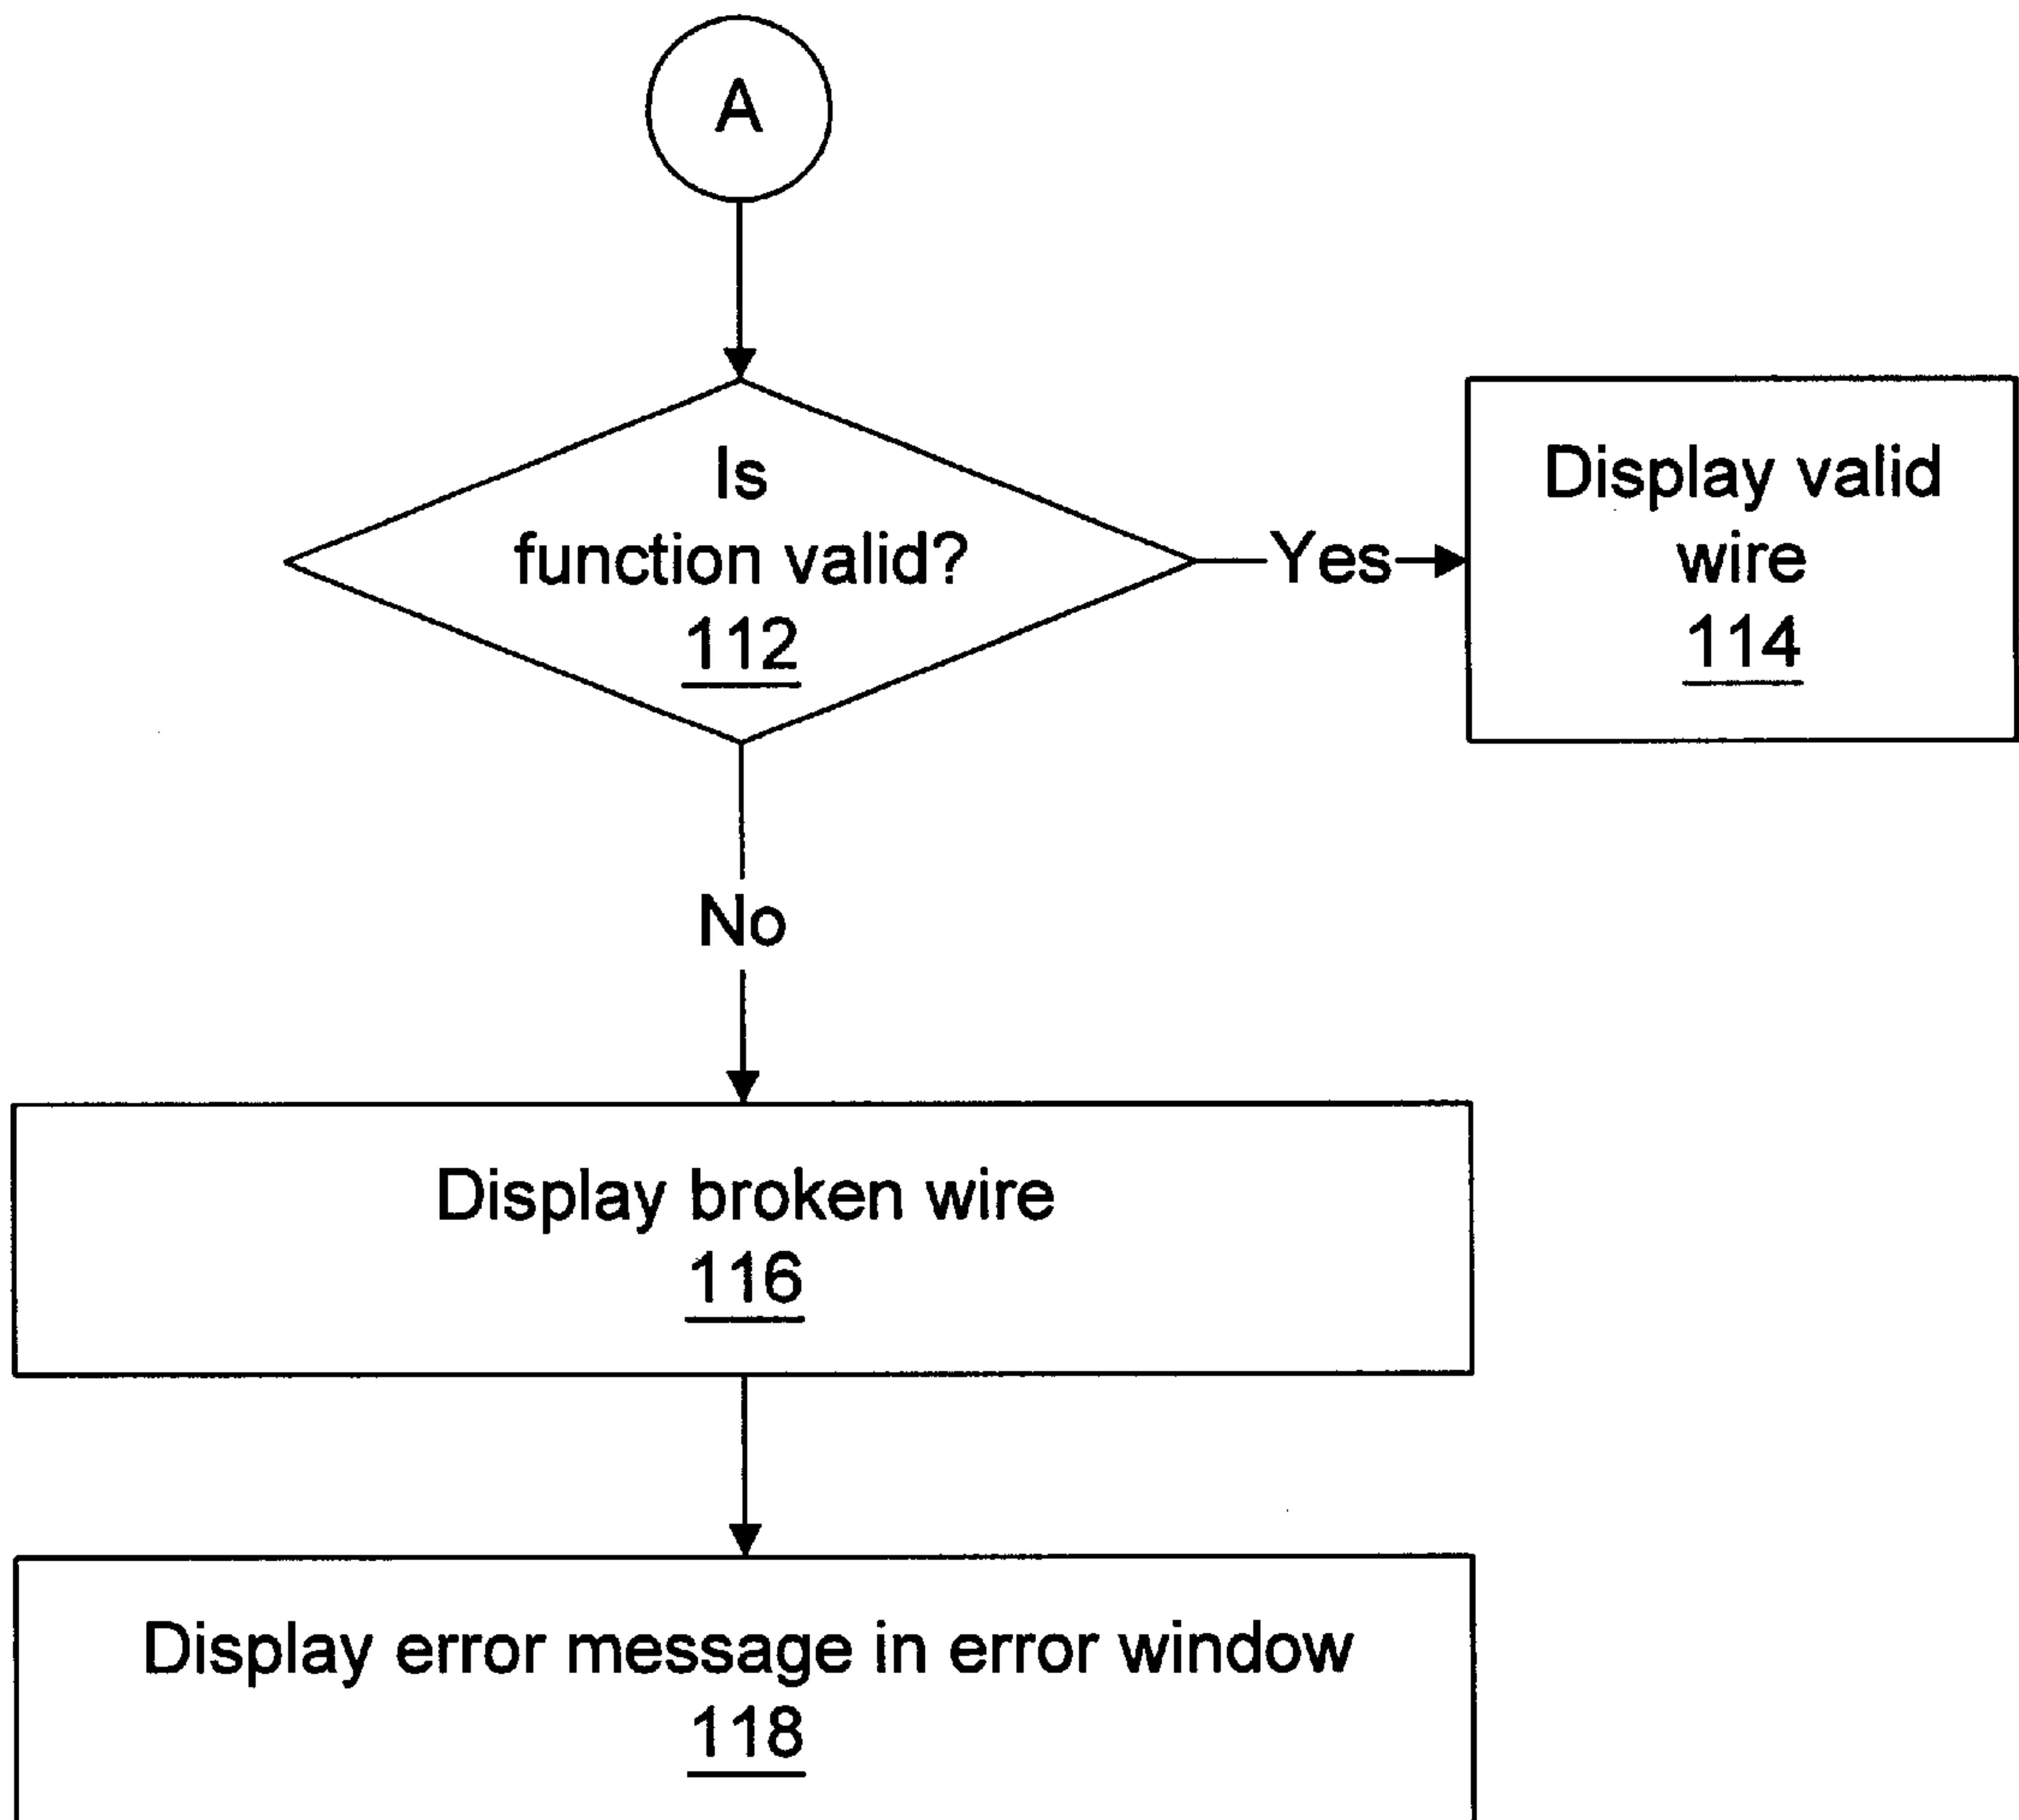 A
Is
function valid?
112
Yes
Display valid
wire
114
No
Display broken wire
116
Display error message in error window
118